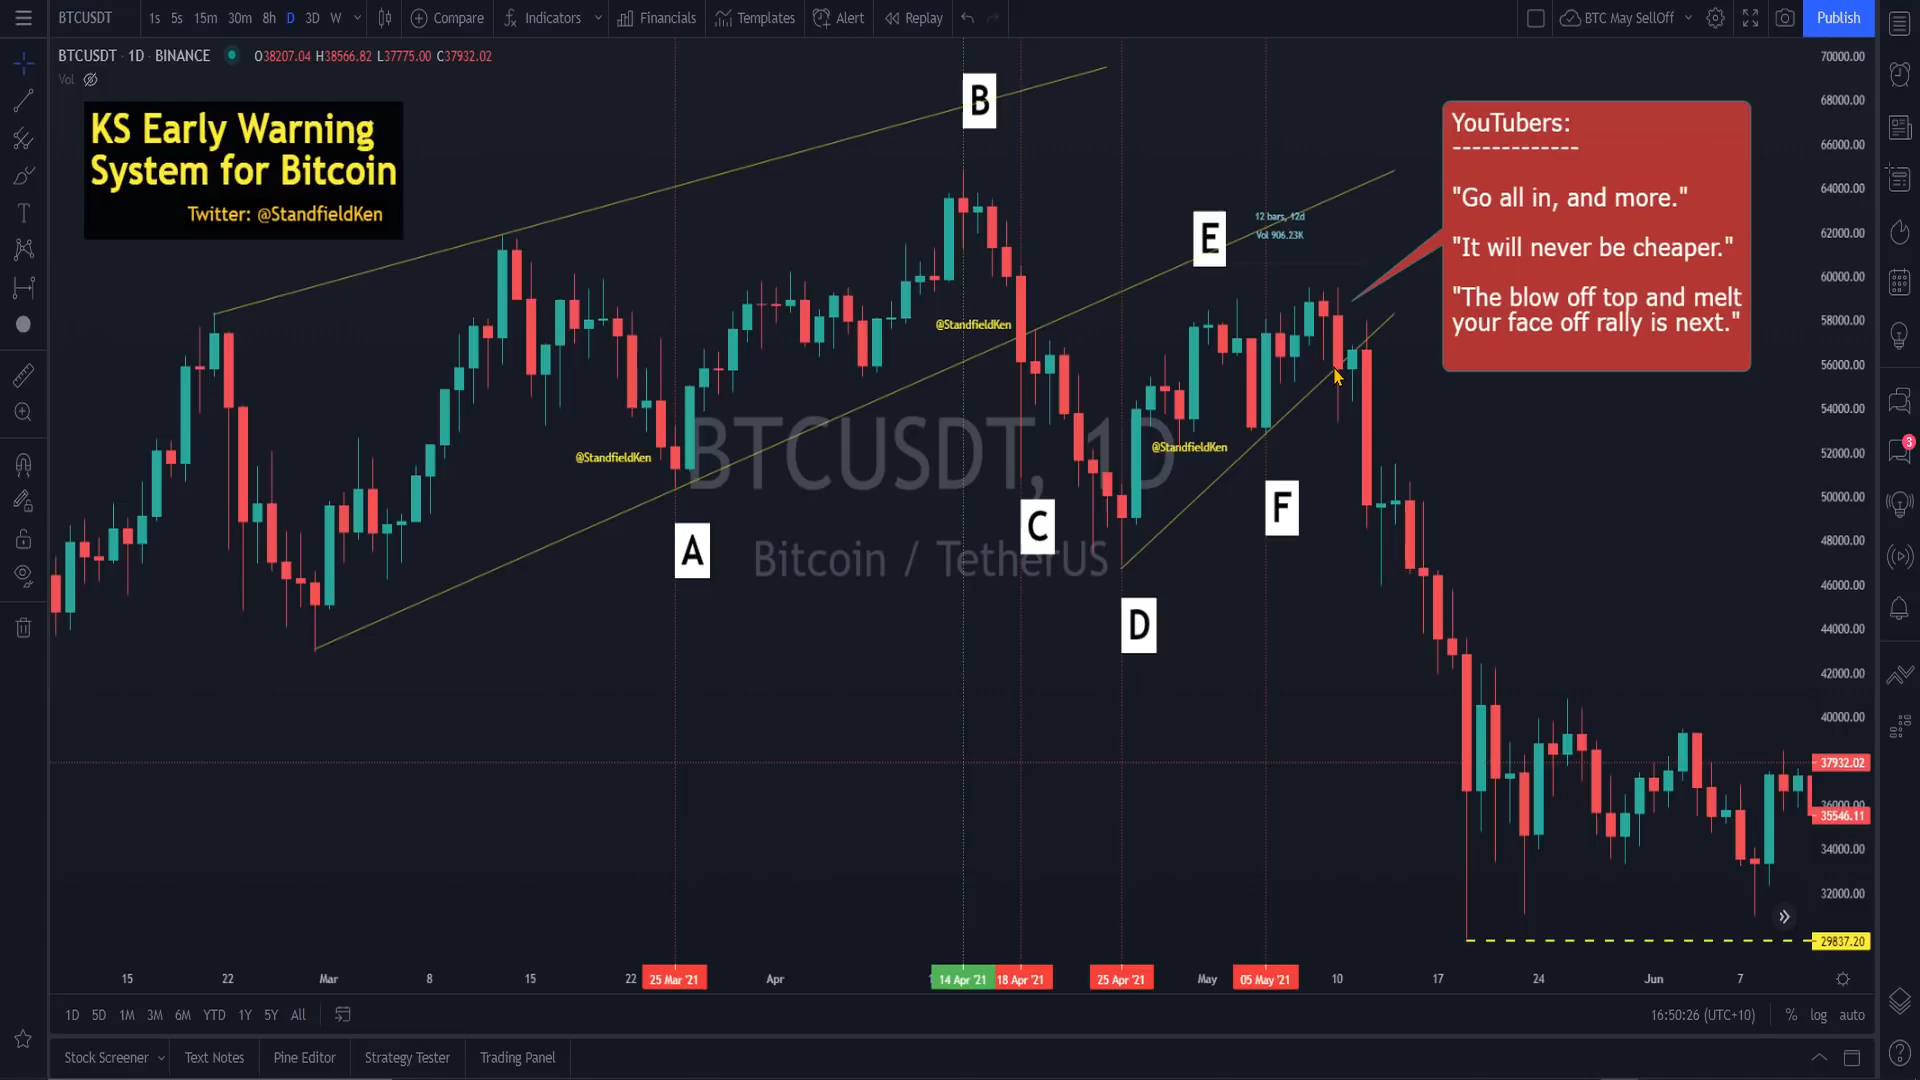 BTCUSDT 1s 5s 15m 30m 8h D 3D W Compare Indicators Financials Templates Alert Replay BTC May SellOff Publish
BTCUSDT · 1D · BINANCE O38207.04 H38566.82 L37775.00 C37932.02
Vol
KS Early Warning
System for Bitcoin
Twitter: @StandfieldKen
B
E
12 bars, 12d
Vol 906.23K
YouTubers:
-------------
"Go all in, and more."
"It will never be cheaper."
"The blow off top and melt
your face off rally is next."
@StandfieldKen
@StandfieldKen
@StandfieldKen
BTCUSDT, 1D
Bitcoin / TetherUS
A
C
D
F
70000.00
68000.00
66000.00
64000.00
62000.00
60000.00
58000.00
56000.00
54000.00
52000.00
50000.00
48000.00
46000.00
44000.00
42000.00
40000.00
37932.02
36000.00
35546.11
34000.00
32000.00
29837.20
3
15 22 Mar 8 15 22 25 Mar '21 Apr 14 Apr '21 18 Apr '21 25 Apr '21 May 05 May '21 10 17 24 Jun 7
1D 5D 1M 3M 6M YTD 1Y 5Y All 16:50:26 (UTC+10) % log auto
Stock Screener Text Notes Pine Editor Strategy Tester Trading Panel